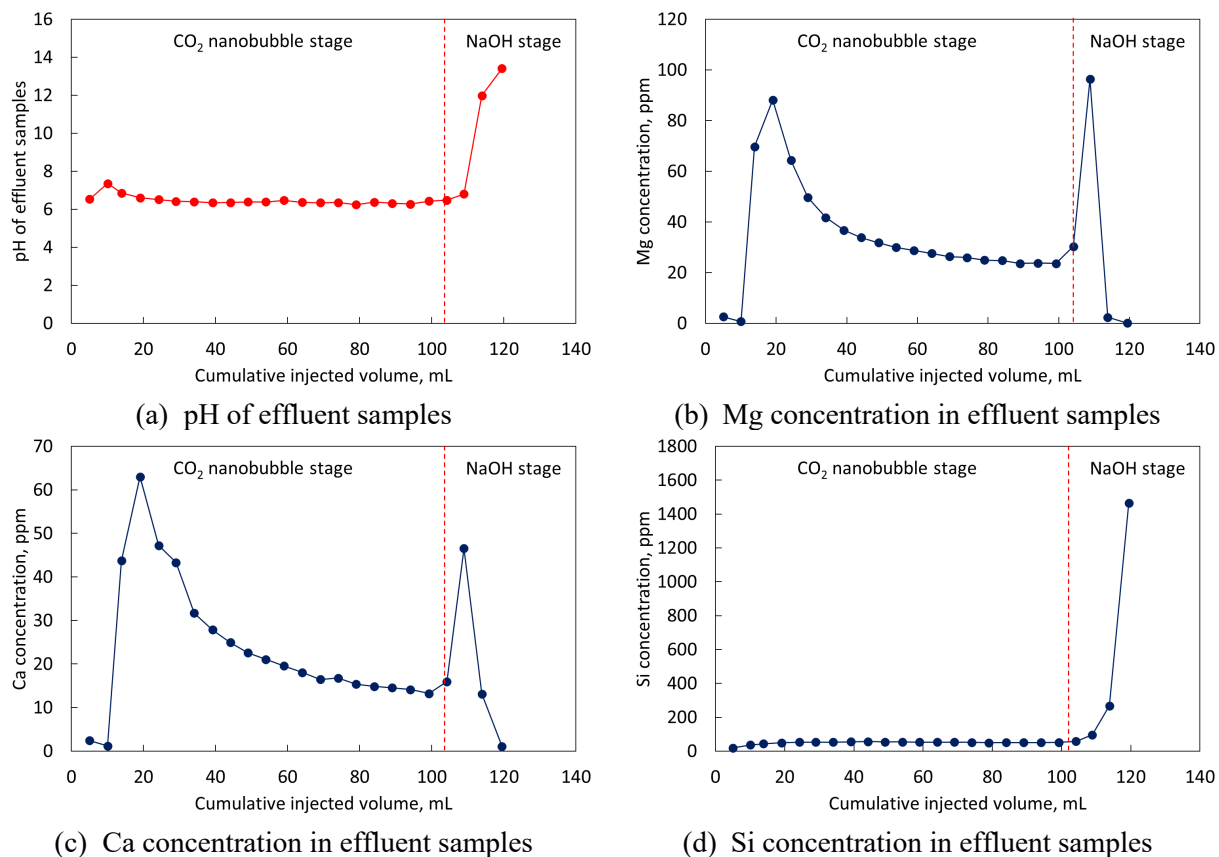 16
14
12
10
8
6
4
2
0
pH of effluent samples
CO₂ nanobubble stage
NaOH stage
0 20 40 60 80 100 120 140
Cumulative injected volume, mL
(a) pH of effluent samples
120
100
80
60
40
20
0
Mg concentration, ppm
CO₂ nanobubble stage
NaOH stage
0 20 40 60 80 100 120 140
Cumulative injected volume, mL
(b) Mg concentration in effluent samples
70
60
50
40
30
20
10
0
Ca concentration, ppm
CO₂ nanobubble stage
NaOH stage
0 20 40 60 80 100 120 140
Cumulative injected volume, mL
(c) Ca concentration in effluent samples
1800
1600
1400
1200
1000
800
600
400
200
0
Si concentration, ppm
CO₂ nanobubble stage
NaOH stage
0 20 40 60 80 100 120 140
Cumulative injected volume, mL
(d) Si concentration in effluent samples